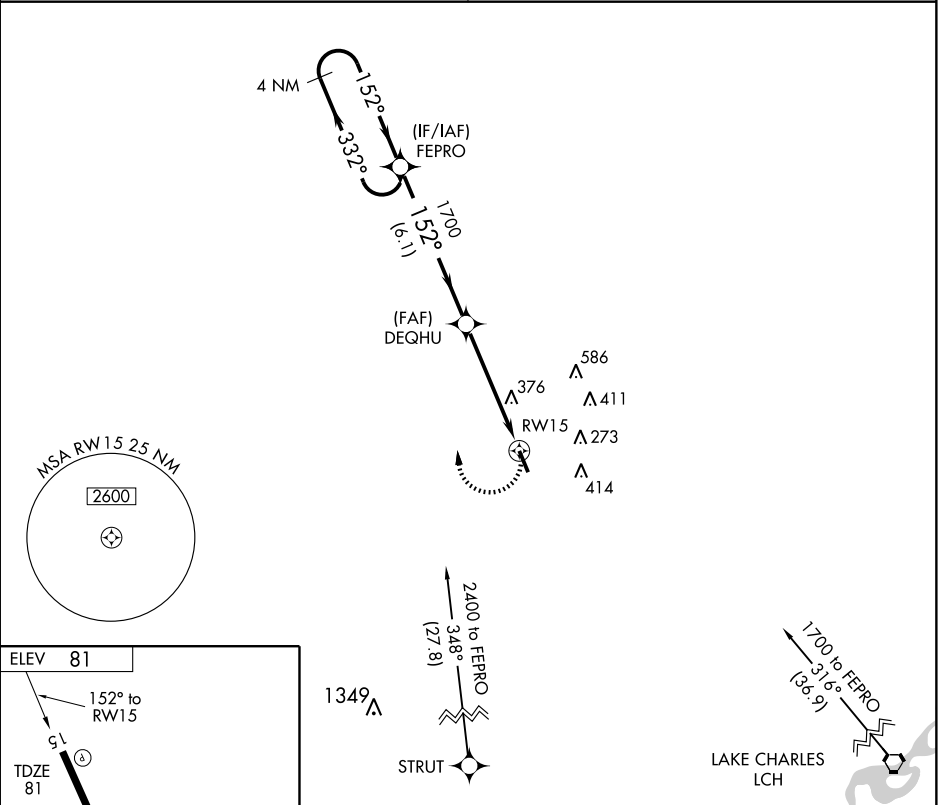 4 NM
152°
332°
(IF/IAF)
FEPRO
1700
152°
(6.1)
(FAF)
DEQHU
586
376
411
RW15
273
414
MSA RW15 25 NM
2600
2400 to FEPRO
348°
(27.8)
1700 to FEPRO
316°
(36.9)
ELEV 81
152° to
RW15
15
P
TDZE
81
1349
STRUT
LAKE CHARLES
LCH